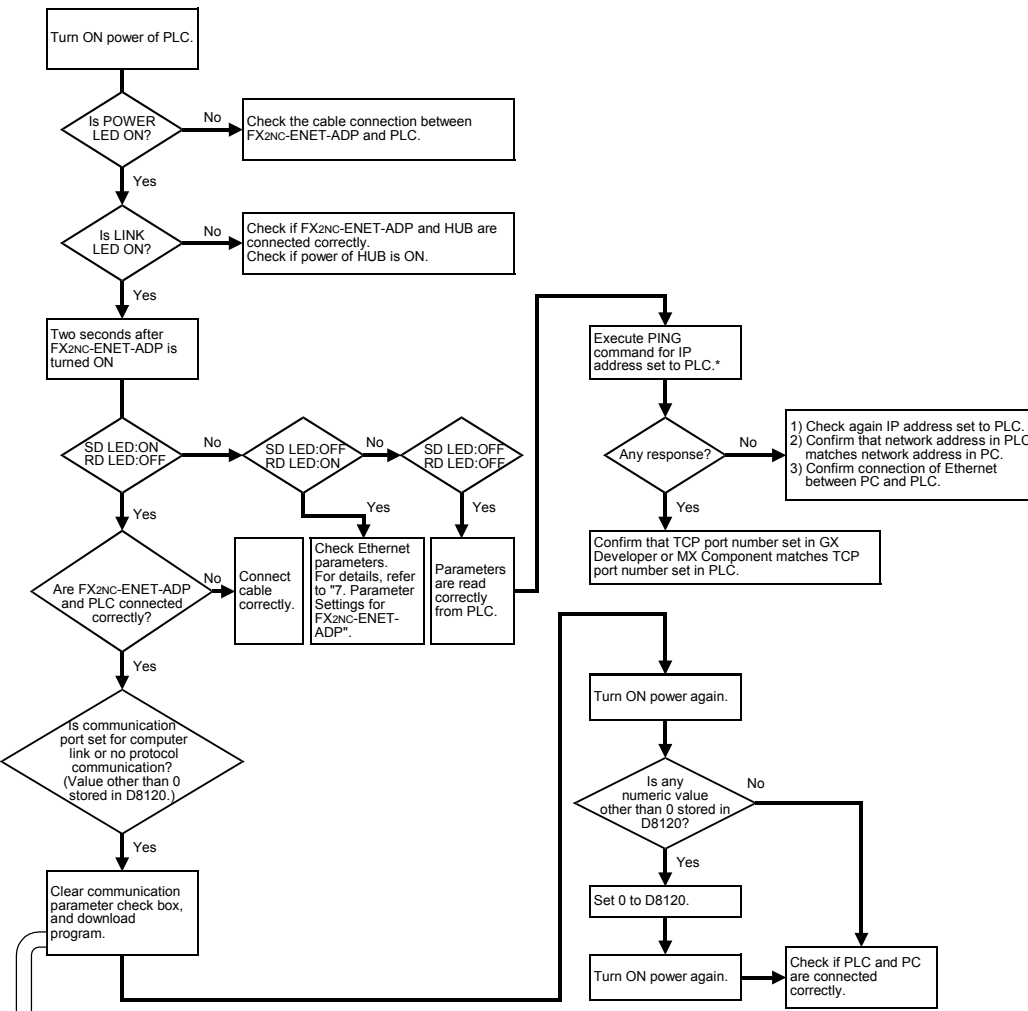 Turn ON power of PLC.
Is POWER
LED ON?
No
Check the cable connection between
FX2NC-ENET-ADP and PLC.
Yes
Is LINK
LED ON?
No
Check if FX2NC-ENET-ADP and HUB are
connected correctly.
Check if power of HUB is ON.
Yes
Two seconds after
FX2NC-ENET-ADP is
turned ON
SD LED:ON
RD LED:OFF
No
SD LED:OFF
RD LED:ON
No
SD LED:OFF
RD LED:OFF
Yes
Yes
Yes
Are FX2NC-ENET-ADP
and PLC connected
correctly?
No
Connect
cable
correctly.
Check Ethernet
parameters.
For details, refer
to "7. Parameter
Settings for
FX2NC-ENET-
ADP".
Parameters
are read
correctly
from PLC.
Yes
Is communication
port set for computer
link or no protocol
communication?
(Value other than 0
stored in D8120.)
Yes
Clear communication
parameter check box,
and download
program.
Execute PING
command for IP
address set to PLC.*
Any response?
No
1) Check again IP address set to PLC.
2) Confirm that network address in PLC
matches network address in PC.
3) Confirm connection of Ethernet
between PC and PLC.
Yes
Confirm that TCP port number set in GX
Developer or MX Component matches TCP
port number set in PLC.
Turn ON power again.
Is any
numeric value
other than 0 stored in
D8120?
No
Yes
Set 0 to D8120.
Turn ON power again.
Check if PLC and PC
are connected
correctly.